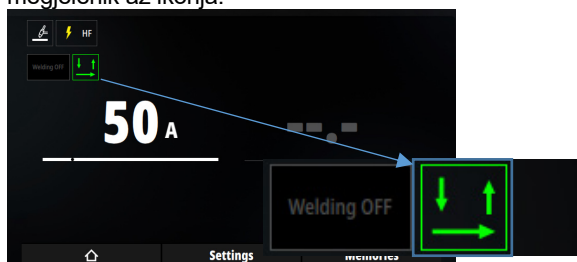 megjelenik az ikonja.
HF
Welding OFF
50 A
--.-
Welding OFF
Settings
Memories